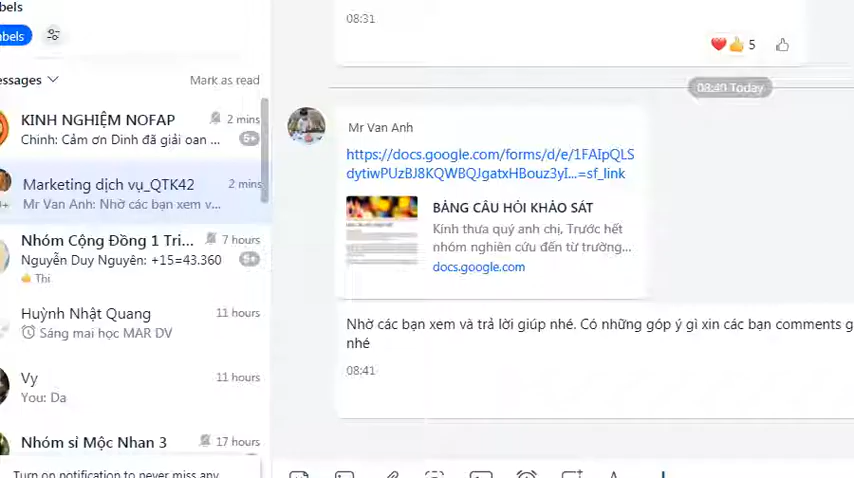 bels
bels
ssages
Mark as read
KINH NGHIỆM NOFAP
2 mins
Chinh: Cảm ơn Dinh đã giải oan ...
5+
Marketing dịch vụ_QTK42
2 mins
Mr Van Anh: Nhờ các bạn xem v...
Nhóm Cộng Đồng 1 Tri...
7 hours
Nguyễn Duy Nguyên: +15=43.360
5+
Thi
Huỳnh Nhật Quang
11 hours
Sáng mai học MAR DV
Vy
11 hours
You: Da
Nhóm sỉ Mộc Nhan 3
17 hours
Turn on notification to never miss any
08:31
5
08:40 Today
Mr Van Anh
https://docs.google.com/forms/d/e/1FAIpQLS
dytiwPUzBJ8KQWBQJgatxHBouz3yI...=sf_link
BẢNG CÂU HỎI KHẢO SÁT
Kính thưa quý anh chị, Trước hết
nhóm nghiên cứu đến từ trường...
docs.google.com
Nhờ các bạn xem và trả lời giúp nhé. Có những góp ý gì xin các bạn comments g
nhé
08:41